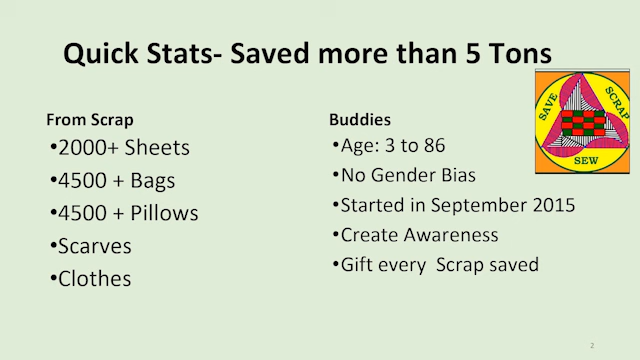 Quick Stats- Saved more than 5 Tons
From Scrap
•2000+ Sheets
•4500 + Bags
•4500 + Pillows
•Scarves
•Clothes
Buddies
•Age: 3 to 86
•No Gender Bias
•Started in September 2015
•Create Awareness
•Gift every  Scrap saved
SAVE
SCRAP
SEW
2